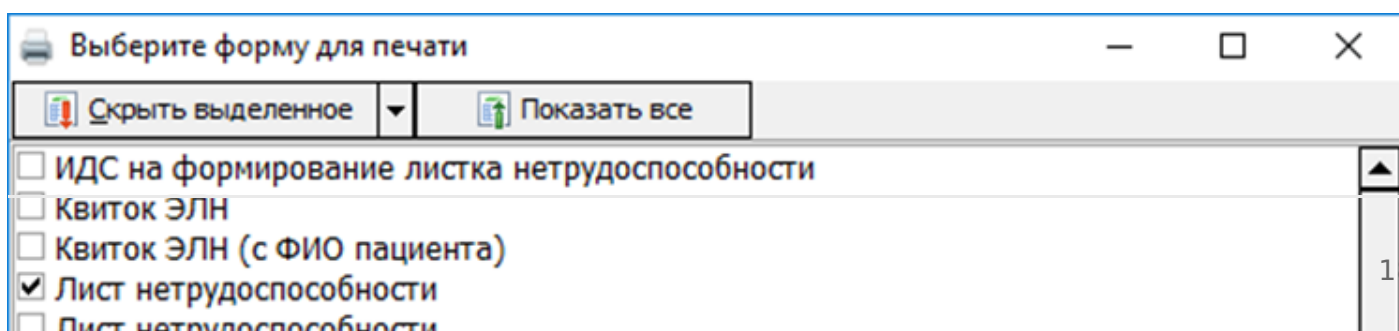 Выберите форму для печати
Скрыть выделенное Показать все
ИДС на формирование листка нетрудоспособности
Квиток ЭЛН
Квиток ЭЛН (с ФИО пациента)
1
Лист нетрудоспособности
Лист нетрудоспособности